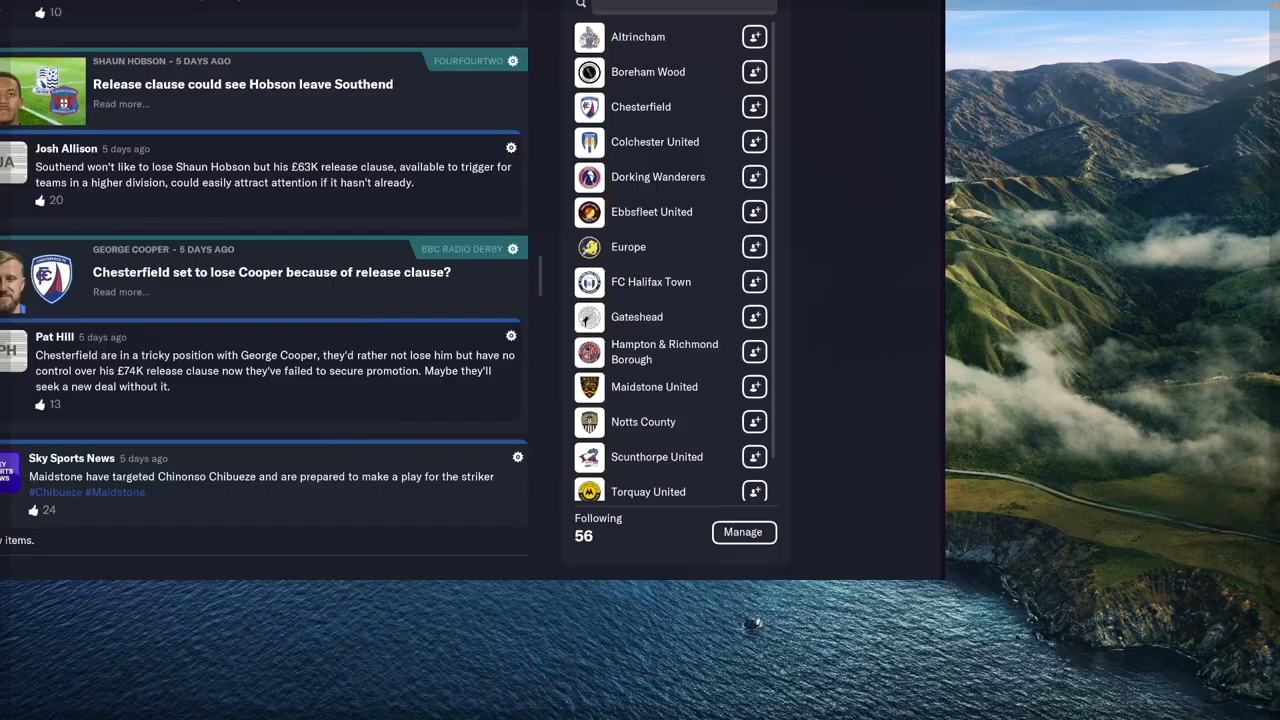 10
SHAUN HOBSON - 5 DAYS AGO
FOURFOURTWO
Release clause could see Hobson leave Southend
Read more...
JA
Josh Allison 5 days ago
Southend won't like to lose Shaun Hobson but his £63K release clause, available to trigger for
teams in a higher division, could easily attract attention if it hasn't already.
20
GEORGE COOPER - 5 DAYS AGO
BBC RADIO DERBY
Chesterfield set to lose Cooper because of release clause?
Read more...
PH
Pat Hill 5 days ago
Chesterfield are in a tricky position with George Cooper, they'd rather not lose him but have no
control over his £74K release clause now they've failed to secure promotion. Maybe they'll
seek a new deal without it.
13
Sky Sports News 5 days ago
Maidstone have targeted Chinonso Chibueze and are prepared to make a play for the striker
#Chibueze #Maidstone
24
items.
Altrincham
Boreham Wood
Chesterfield
Colchester United
Dorking Wanderers
Ebbsfleet United
Europe
FC Halifax Town
Gateshead
Hampton & Richmond
Borough
Maidstone United
Notts County
Scunthorpe United
Torquay United
Following
56
Manage